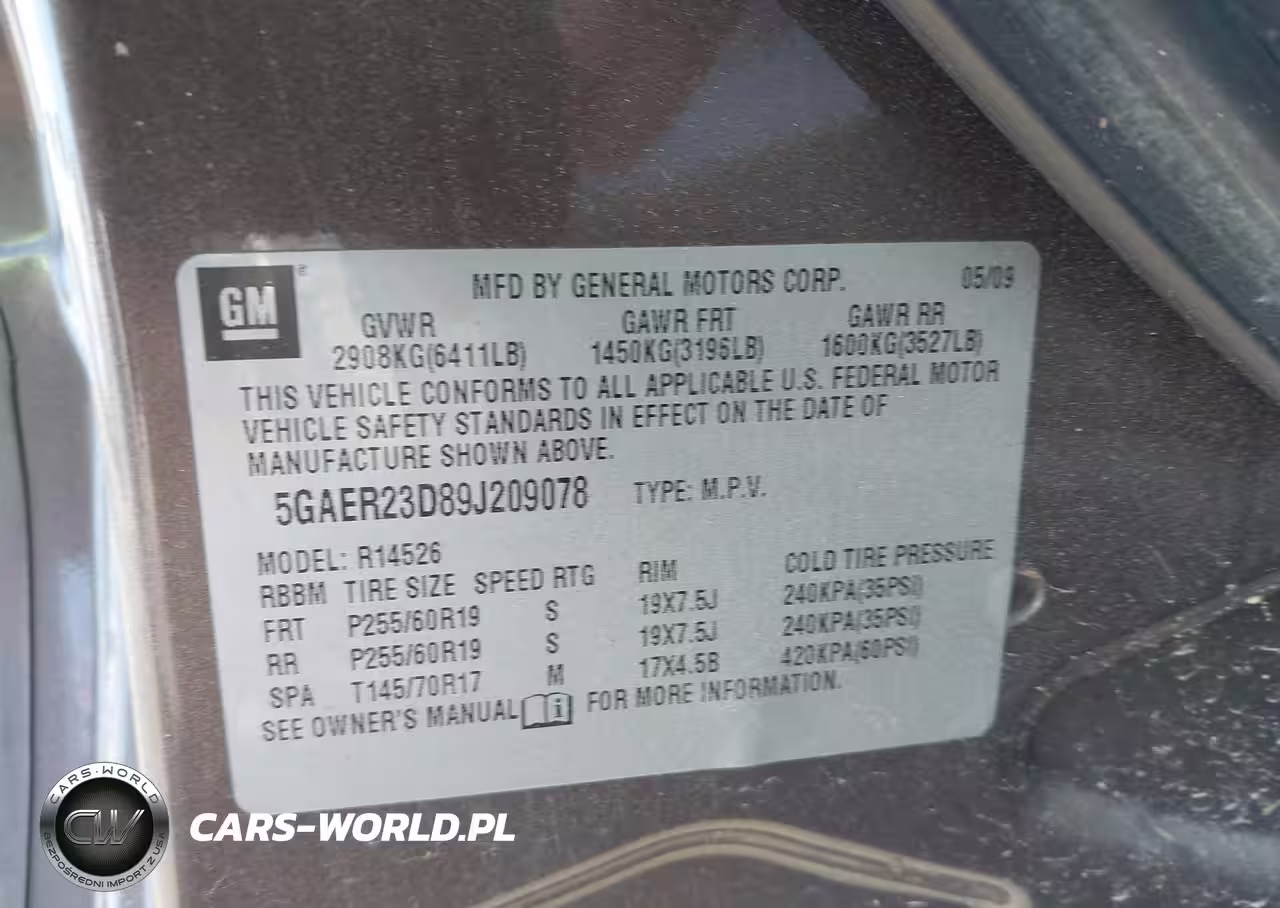 GM
MFD BY GENERAL MOTORS CORP. 05/09
GVWR GAWR FRT GAWR RR
2908KG(6411LB) 1450KG(3196LB) 1600KG(3527LB)
THIS VEHICLE CONFORMS TO ALL APPLICABLE U.S. FEDERAL MOTOR
VEHICLE SAFETY STANDARDS IN EFFECT ON THE DATE OF
MANUFACTURE SHOWN ABOVE.
5GAER23D89J209078 TYPE: M.P.V.
MODEL: R14526
RBBM TIRE SIZE SPEED RTG RIM COLD TIRE PRESSURE
FRT P255/60R19 S 19X7.5J 240KPA(35PSI)
RR P255/60R19 S 19X7.5J 240KPA(35PSI)
SPA T145/70R17 M 17X4.5B 420KPA(60PSI)
SEE OWNER'S MANUAL i FOR MORE INFORMATION.
CARS-WORLD
CW
BEZPOŚREDNI IMPORT Z USA
CARS-WORLD.PL